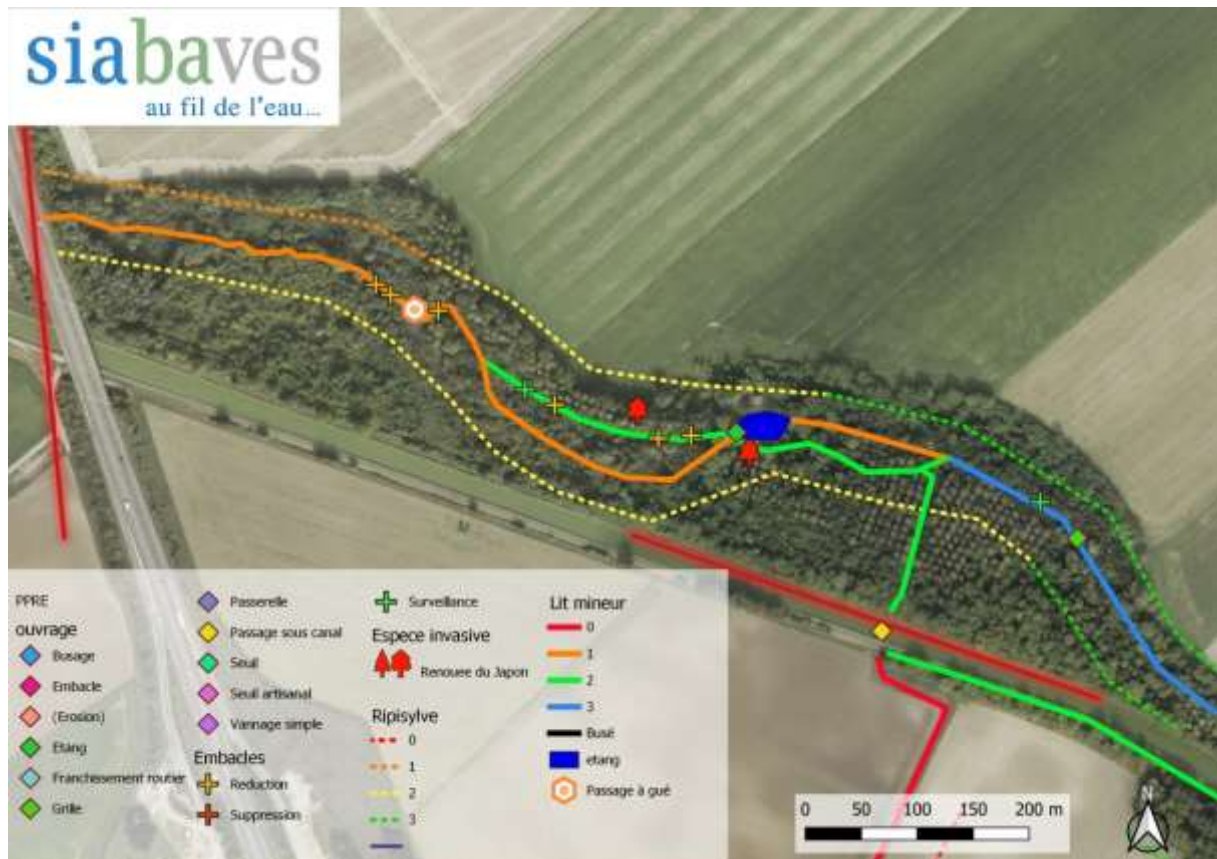 siabaves
au fil de l'eau...
PPRE
ouvrage
Busage
Embacle
(Erosion)
Etang
Franchissement routier
Grille
Passerelle
Passage sous canal
Seuil
Seuil artisanal
Vannage simple
Embacles
Reduction
Suppression
Surveillance
Espece invasive
Renouee du Japon
Ripisylve
0
1
2
3
Lit mineur
0
1
2
3
Busé
etang
Passage à gué
0 50 100 150 200 m
N